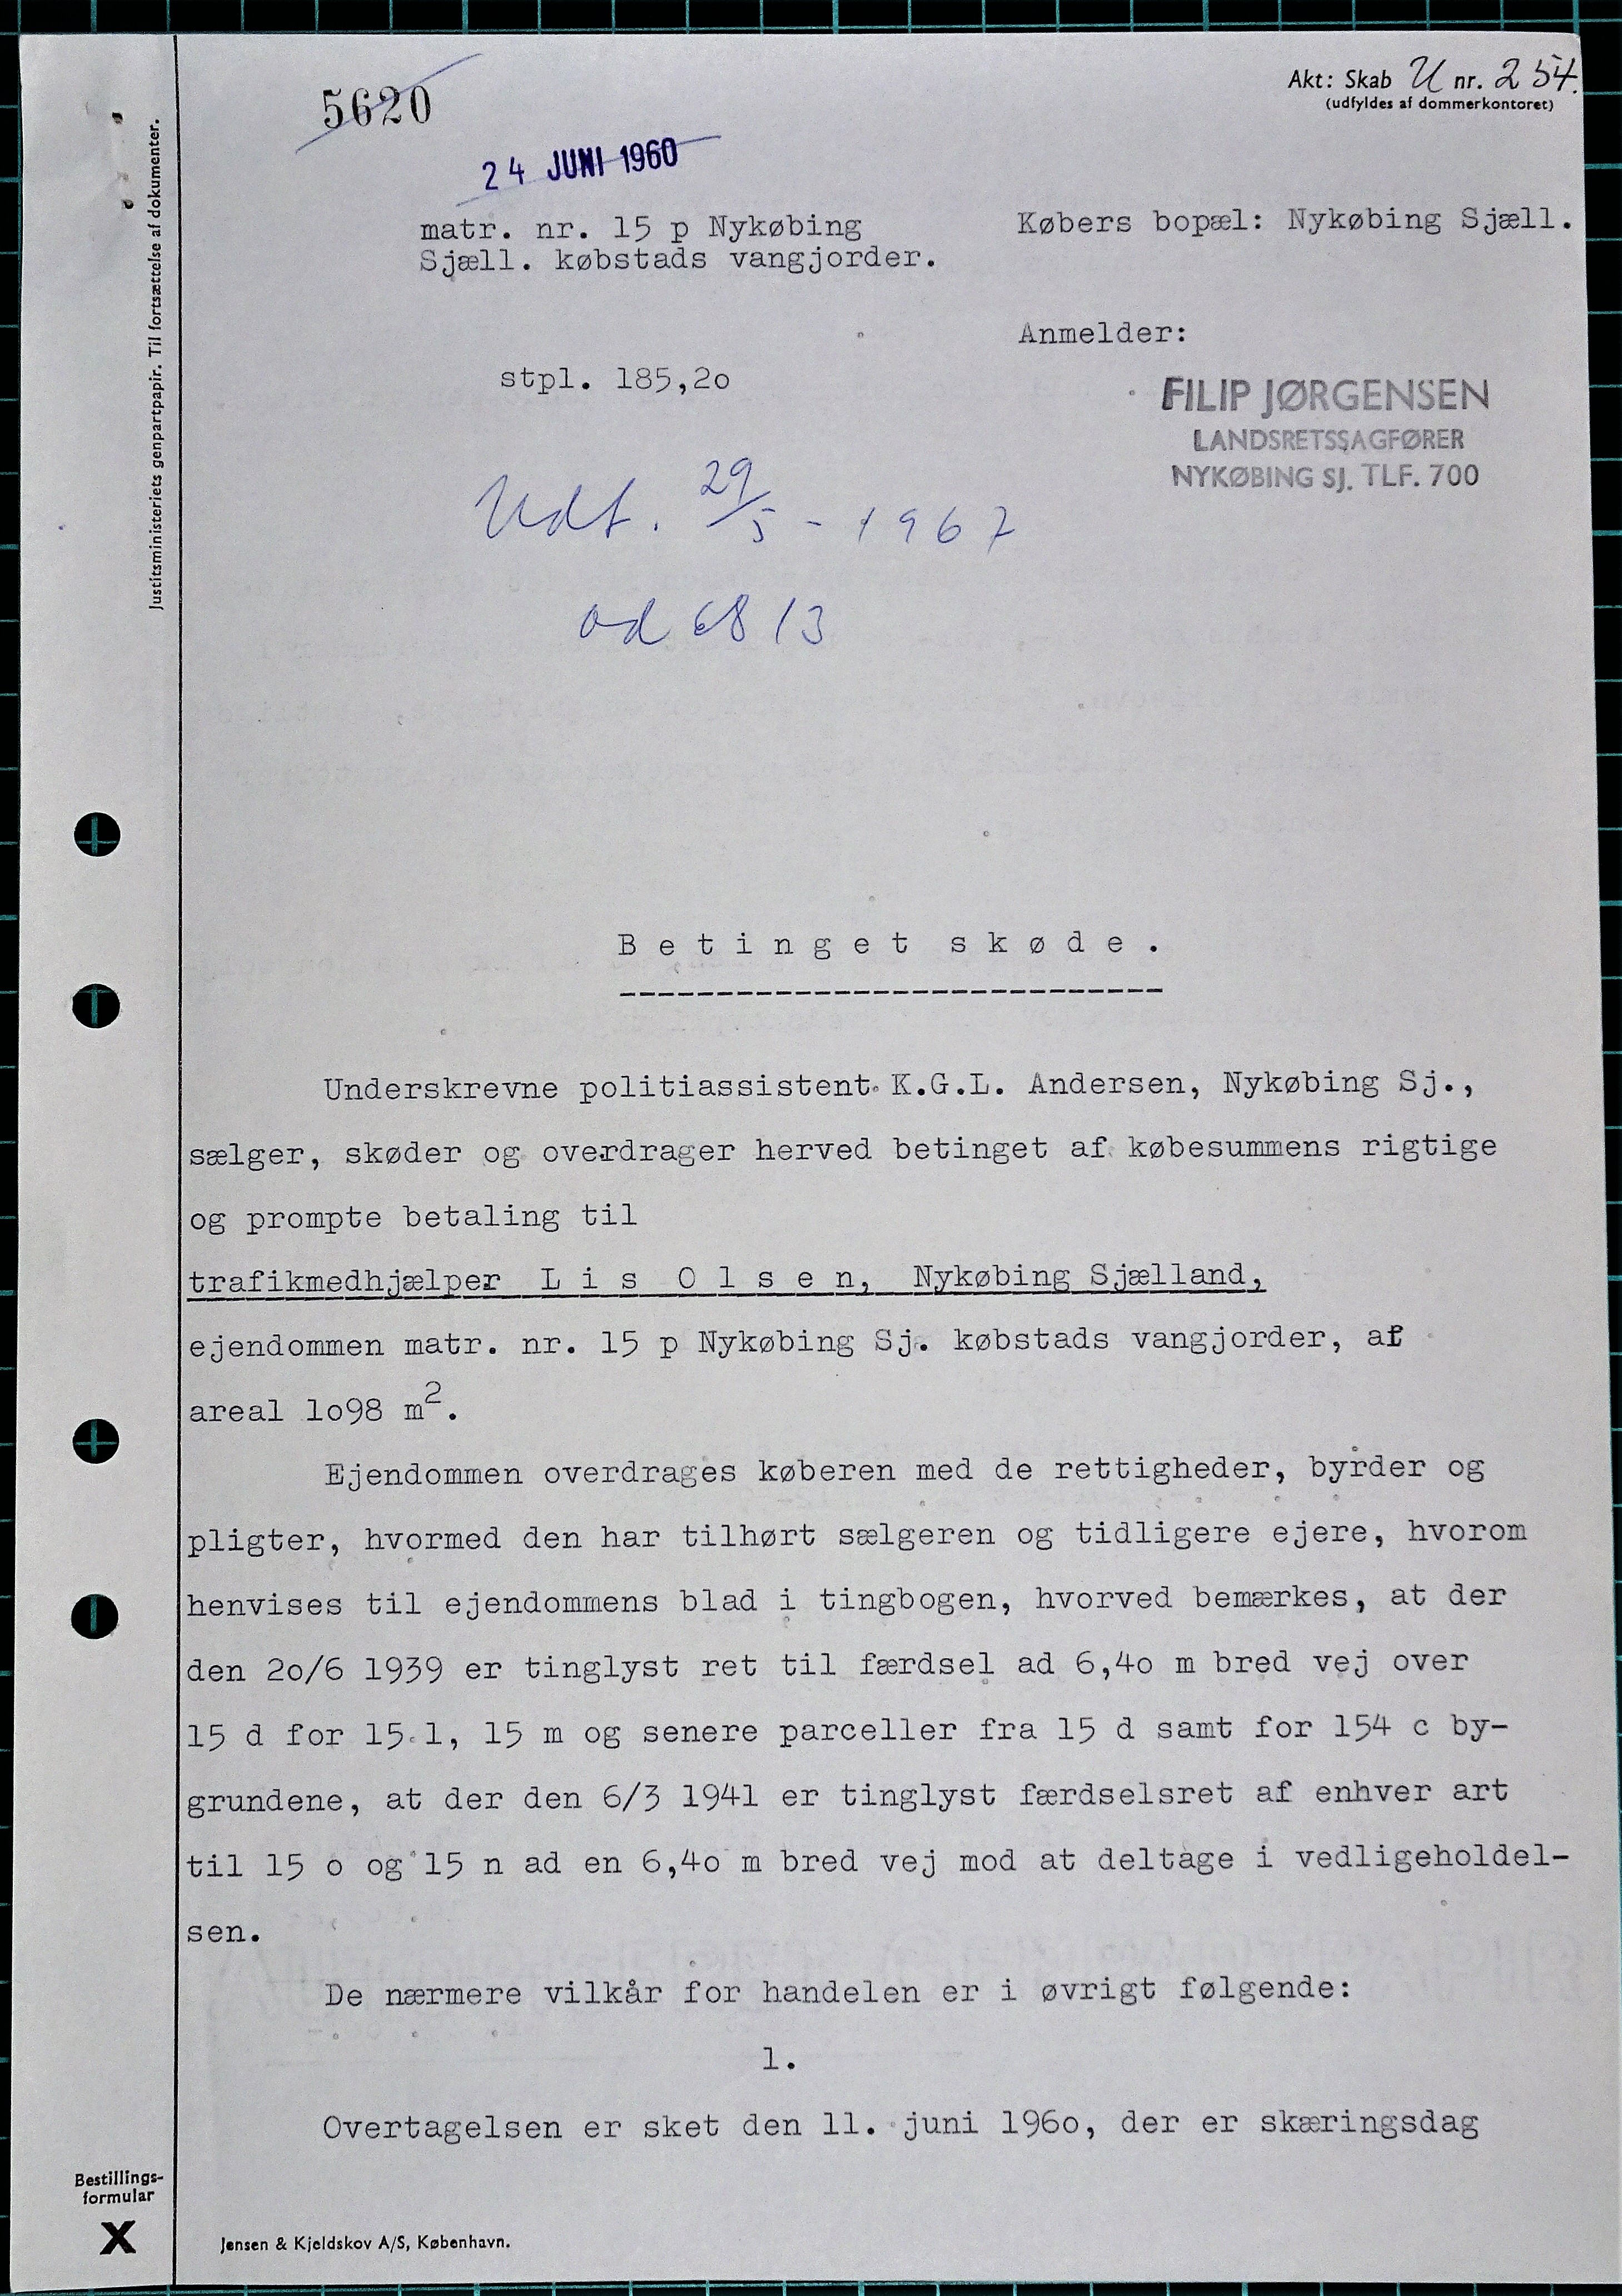 Akt: Skab U nr. 254.
(udfyldes af dommerkontoret)
5620
24 JUNI 1960
Justitsministeriets genpartpapir. Til fortsættelse af dokumenter.
matr. nr. 15 p Nykøbing
Sjæll. købstads vangjorder.
Købers bopæl: Nykøbing Sjæll.
Anmelder:
stpl. 185,2o
FILIP JØRGENSEN
LANDSRETSSAGFØRER
NYKØBING SJ. TLF. 700
Udt. 29/5 - 1967
ad 6813
Betinget skøde.
----------------------------
Underskrevne politiassistent K.G.L. Andersen, Nykøbing Sj.,
sælger, skøder og overdrager herved betinget af købesummens rigtige
og prompte betaling til
trafikmedhjælper Lis Olsen, Nykøbing Sjælland,
ejendommen matr. nr. 15 p Nykøbing Sj. købstads vangjorder, af
areal 1o98 m².
Ejendommen overdrages køberen med de rettigheder, byrder og
pligter, hvormed den har tilhørt sælgeren og tidligere ejere, hvorom
henvises til ejendommens blad i tingbogen, hvorved bemærkes, at der
den 2o/6 1939 er tinglyst ret til færdsel ad 6,4o m bred vej over
15 d for 15 l, 15 m og senere parceller fra 15 d samt for 154 c by-
grundene, at der den 6/3 1941 er tinglyst færdselsret af enhver art
til 15 o og 15 n ad en 6,4o m bred vej mod at deltage i vedligeholdel-
sen.
De nærmere vilkår for handelen er i øvrigt følgende:
1.
Overtagelsen er sket den 11. juni 196o, der er skæringsdag
Bestillings-
formular
X
Jensen & Kjeldskov A/S, København.